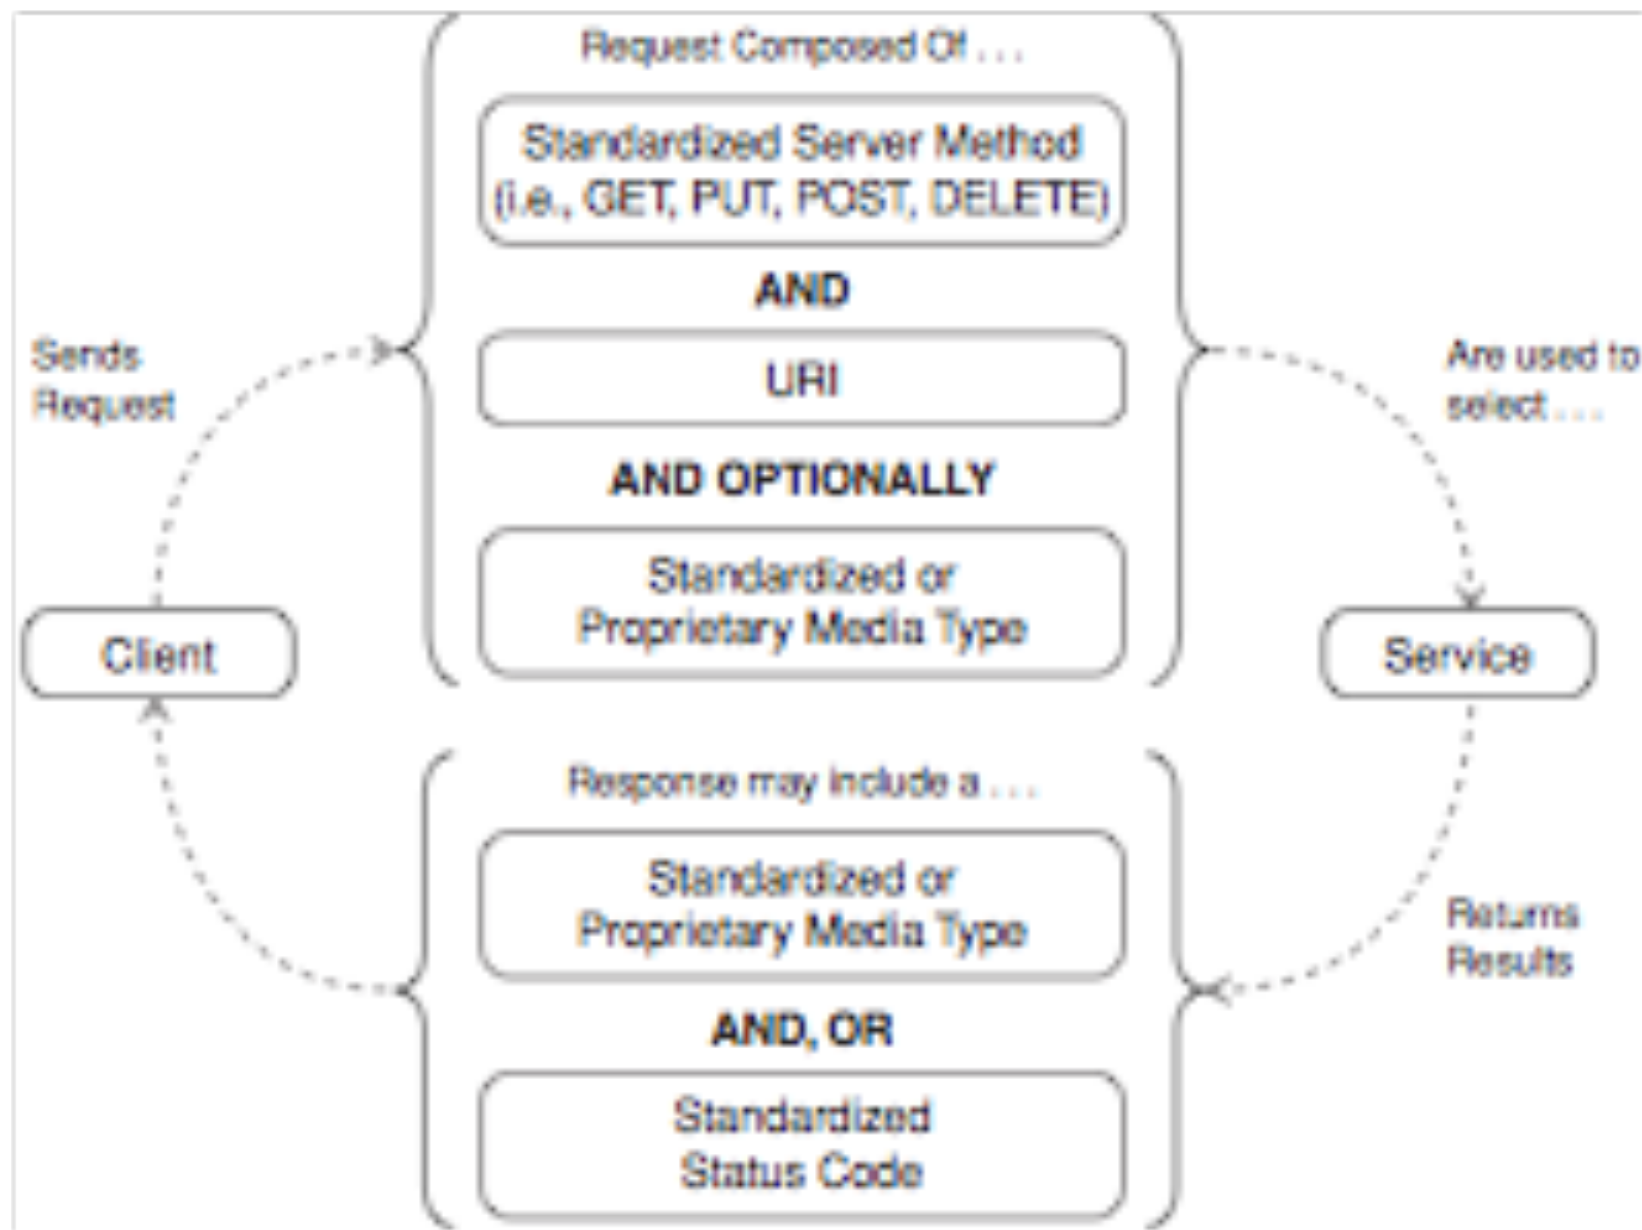 Request Composed Of . . .
Standardized Server Method
(i.e., GET, PUT, POST, DELETE)
AND
URI
AND OPTIONALLY
Standardized or
Proprietary Media Type
Sends
Request
Are used to
select . . .
Client
Service
Response may include a . . .
Standardized or
Proprietary Media Type
AND, OR
Standardized
Status Code
Returns
Results